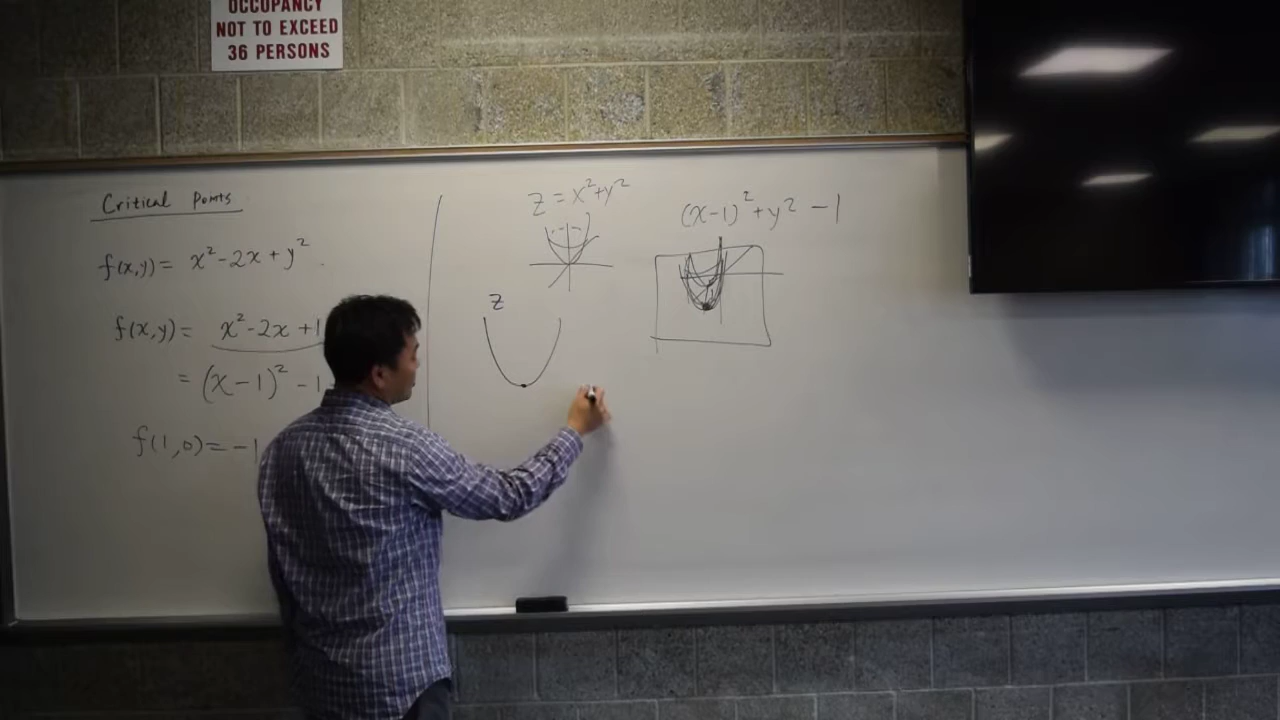 OCCUPANCY
NOT TO EXCEED
36 PERSONS
Critical Points
f(x,y) = x² - 2x + y²
f(x,y) = x² - 2x + 1
= (x - 1)² - 1
f(1,0) = -1
z = x² + y²
z
(x-1)² + y² - 1